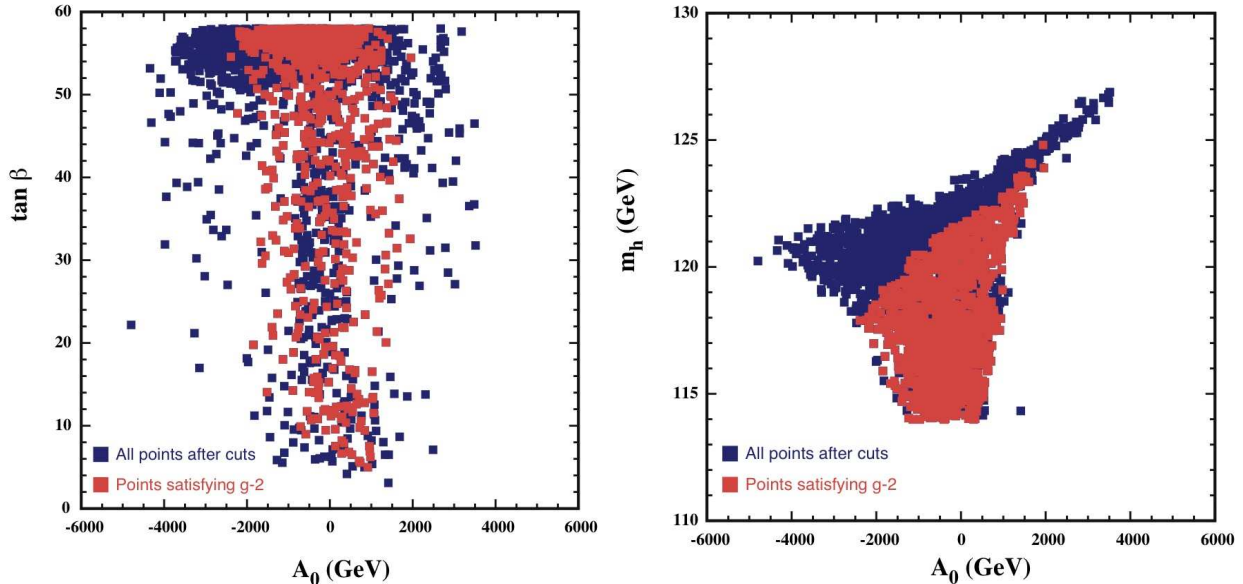 60
50
40
30
20
10
0
tan β
All points after cuts
Points satisfying g-2
-6000 -4000 -2000 0 2000 4000 6000
A0 (GeV)
130
125
120
115
110
mh (GeV)
All points after cuts
Points satisfying g-2
-6000 -4000 -2000 0 2000 4000 6000
A0 (GeV)